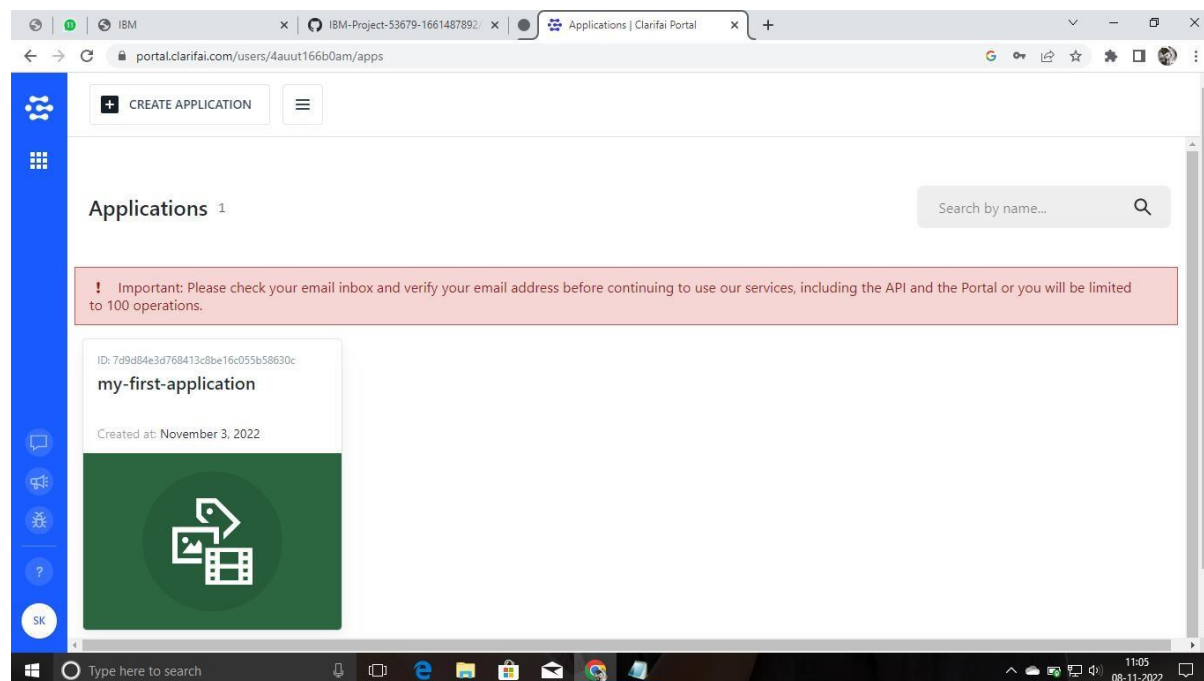 IBM
IBM-Project-53679-1661487892/
Applications | Clarifai Portal
portal.clarifai.com/users/4auut166b0am/apps
CREATE APPLICATION
Applications 1
Search by name...
! Important: Please check your email inbox and verify your email address before continuing to use our services, including the API and the Portal or you will be limited
to 100 operations.
ID: 7d9d84e3d768413c8be16c055b58630c
my-first-application
Created at: November 3, 2022
?
SK
Type here to search
11:05
08-11-2022